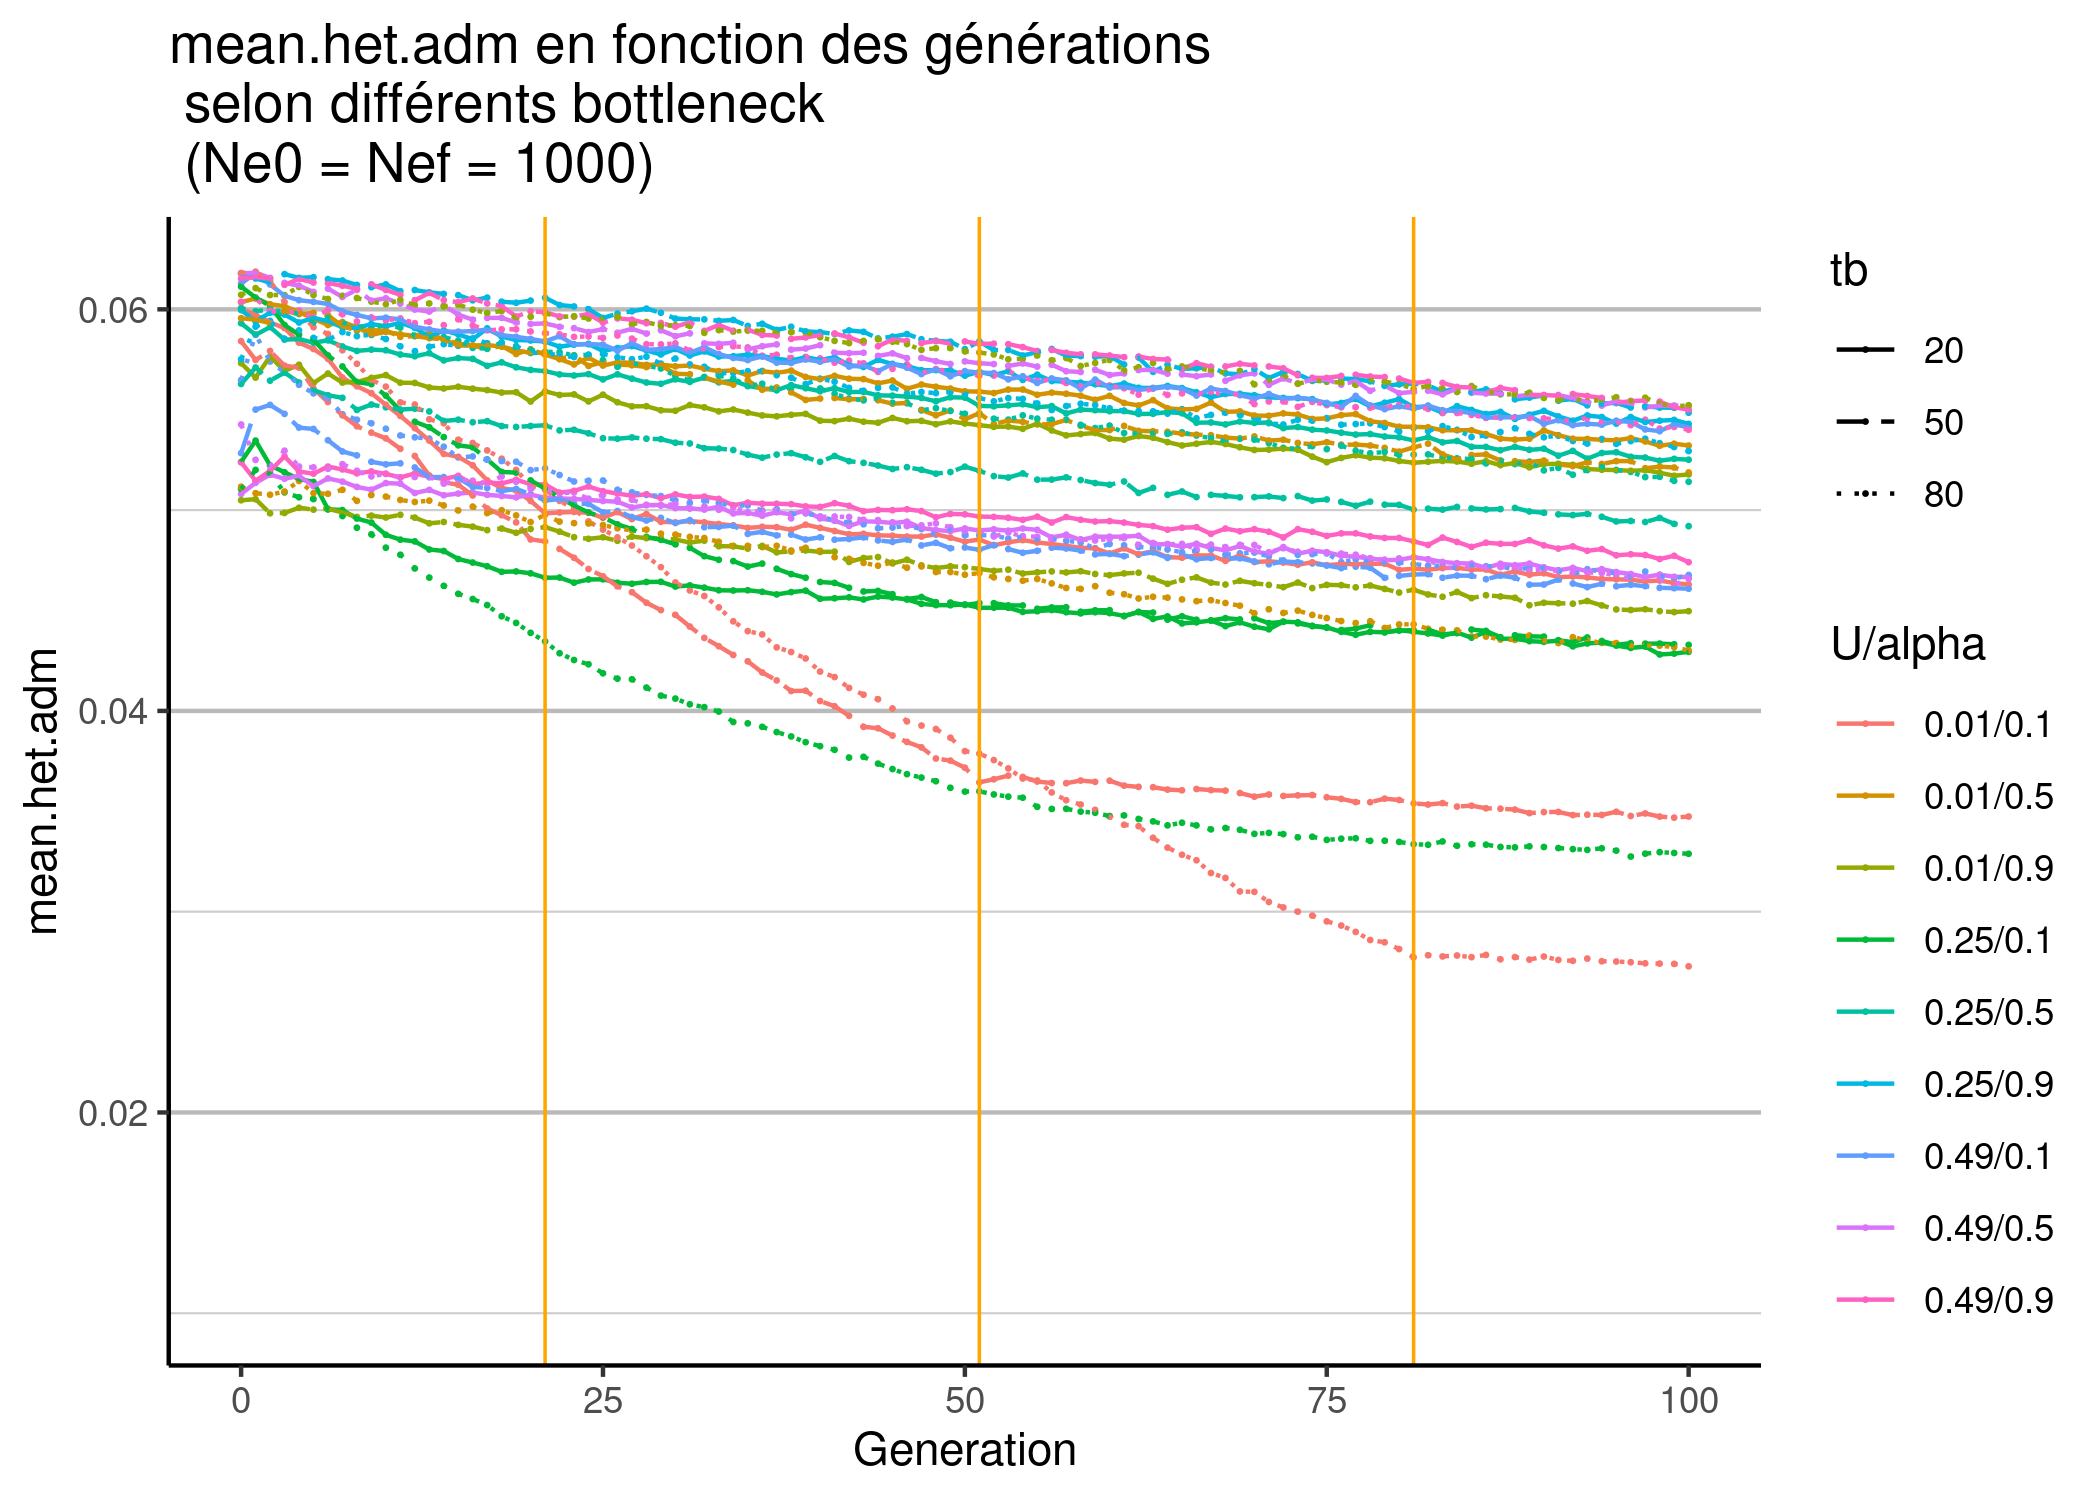 mean.het.adm en fonction des générations
selon différents bottleneck
(Ne0 = Nef = 1000)
mean.het.adm
0.06
0.04
0.02
0
25
50
75
100
Generation
tb
20
50
80
U/alpha
0.01/0.1
0.01/0.5
0.01/0.9
0.25/0.1
0.25/0.5
0.25/0.9
0.49/0.1
0.49/0.5
0.49/0.9